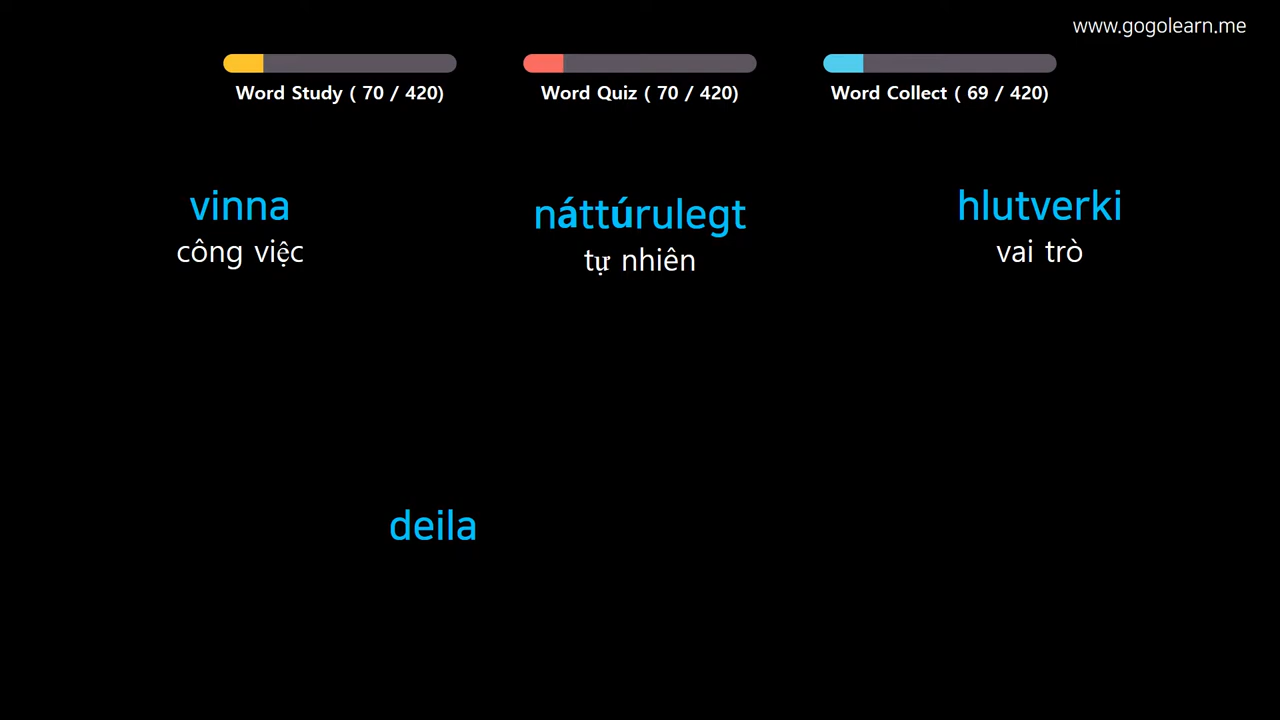 www.gogolearn.me
Word Study ( 70 / 420)
Word Quiz ( 70 / 420)
Word Collect ( 69 / 420)
vinna
công việc
náttúrulegt
tự nhiên
hlutverki
vai trò
deila